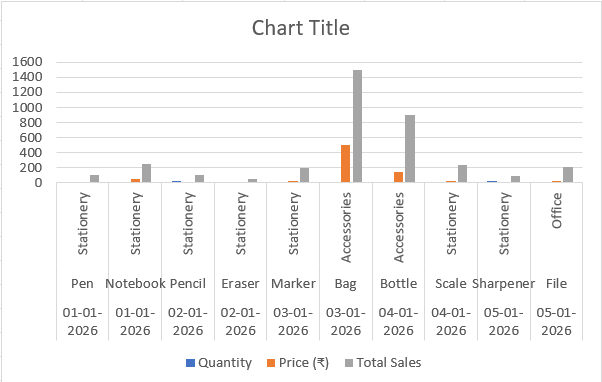 Chart Title
1600
1400
1200
1000
800
600
400
200
0
Stationery Stationery Stationery Stationery Stationery Accessories Accessories Stationery Stationery Office
Pen Notebook Pencil Eraser Marker Bag Bottle Scale Sharpener File
01-01- 01-01- 02-01- 02-01- 03-01- 03-01- 04-01- 04-01- 05-01- 05-01-
2026 2026 2026 2026 2026 2026 2026 2026 2026 2026
Quantity Price (₹) Total Sales